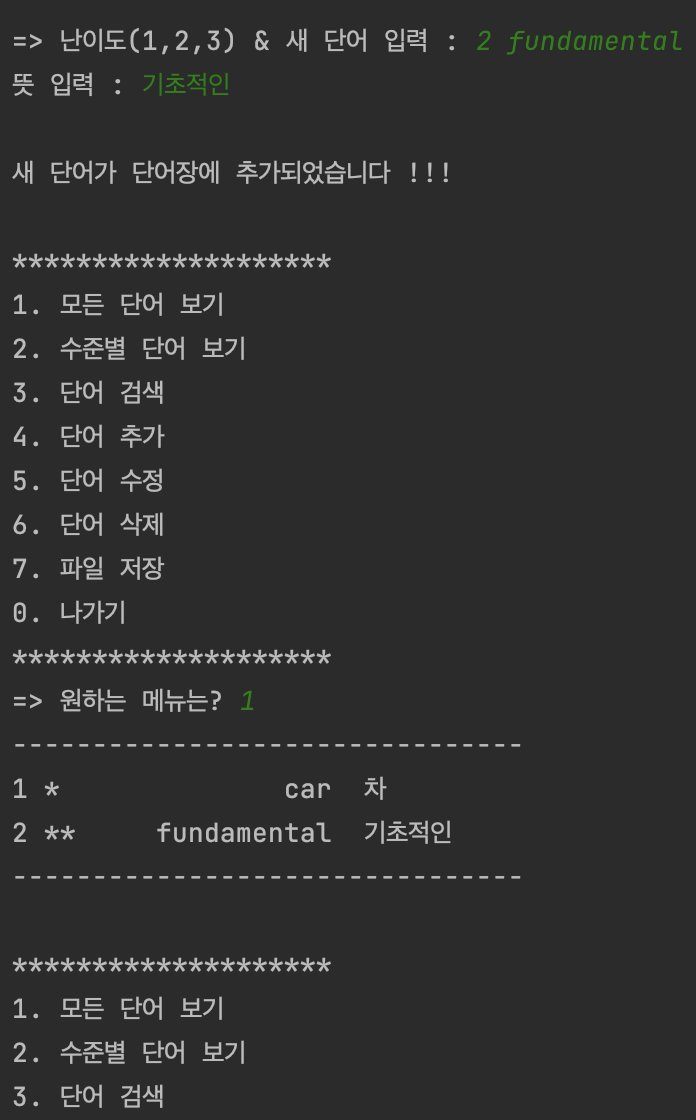 => 난이도(1,2,3) & 새 단어 입력 : 2 fundamental
뜻 입력 : 기초적인
새 단어가 단어장에 추가되었습니다 !!!
********************
1. 모든 단어 보기
2. 수준별 단어 보기
3. 단어 검색
4. 단어 추가
5. 단어 수정
6. 단어 삭제
7. 파일 저장
0. 나가기
********************
=> 원하는 메뉴는? 1
--------------------------------
1 *              car  차
2 **     fundamental  기초적인
--------------------------------
********************
1. 모든 단어 보기
2. 수준별 단어 보기
3. 단어 검색